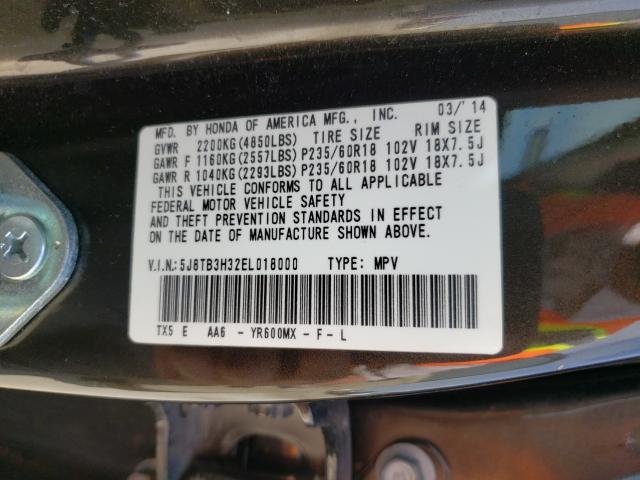 MFD. BY HONDA OF AMERICA MFG., INC. 03/'14
GVWR 2200KG(4850LBS) TIRE SIZE RIM SIZE
GAWR F 1160KG(2557LBS) P235/60R18 102V 18X7.5J
GAWR R 1040KG(2293LBS) P235/60R18 102V 18X7.5J
THIS VEHICLE CONFORMS TO ALL APPLICABLE
FEDERAL MOTOR VEHICLE SAFETY
AND THEFT PREVENTION STANDARDS IN EFFECT ON
THE DATE OF MANUFACTURE SHOWN ABOVE.
V.I.N.:5J8TB3H32EL018000 TYPE: MPV
TX5 E AA6 - YR600MX - F - L